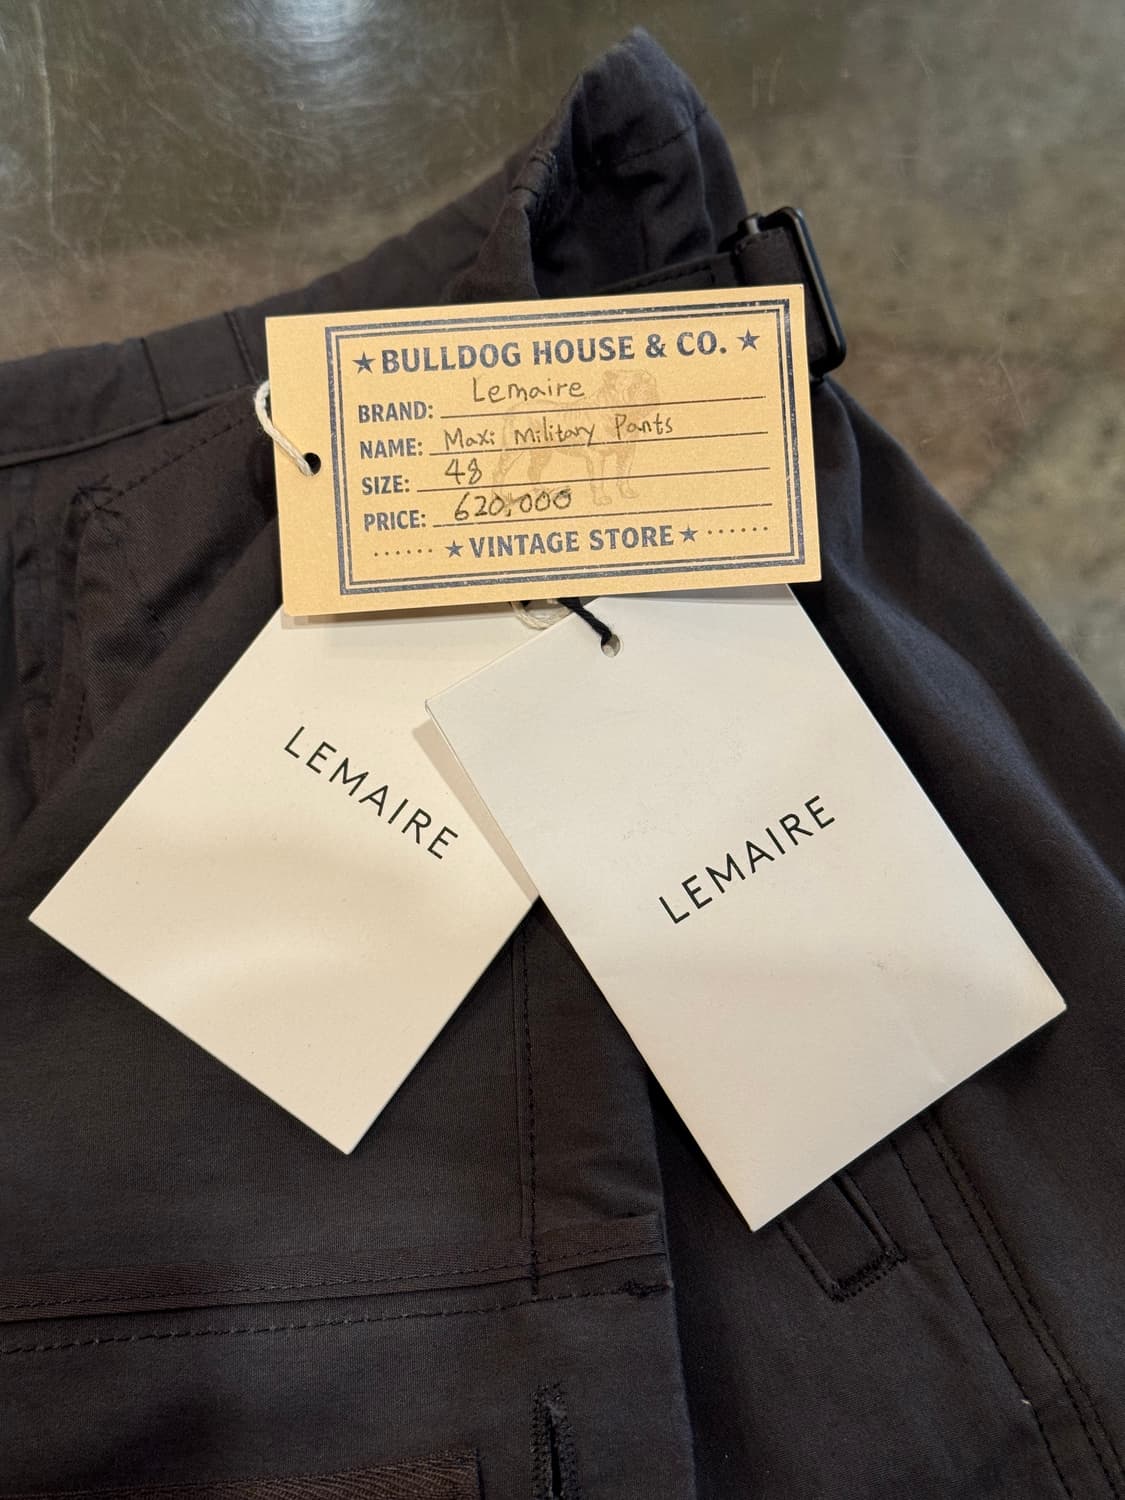 ★BULLDOG HOUSE & CO.★
BRAND: Lemaire
NAME: Maxi Military Pants
SIZE: 48
PRICE: 620,000
······★VINTAGE STORE★······
LEMAIRE
LEMAIRE